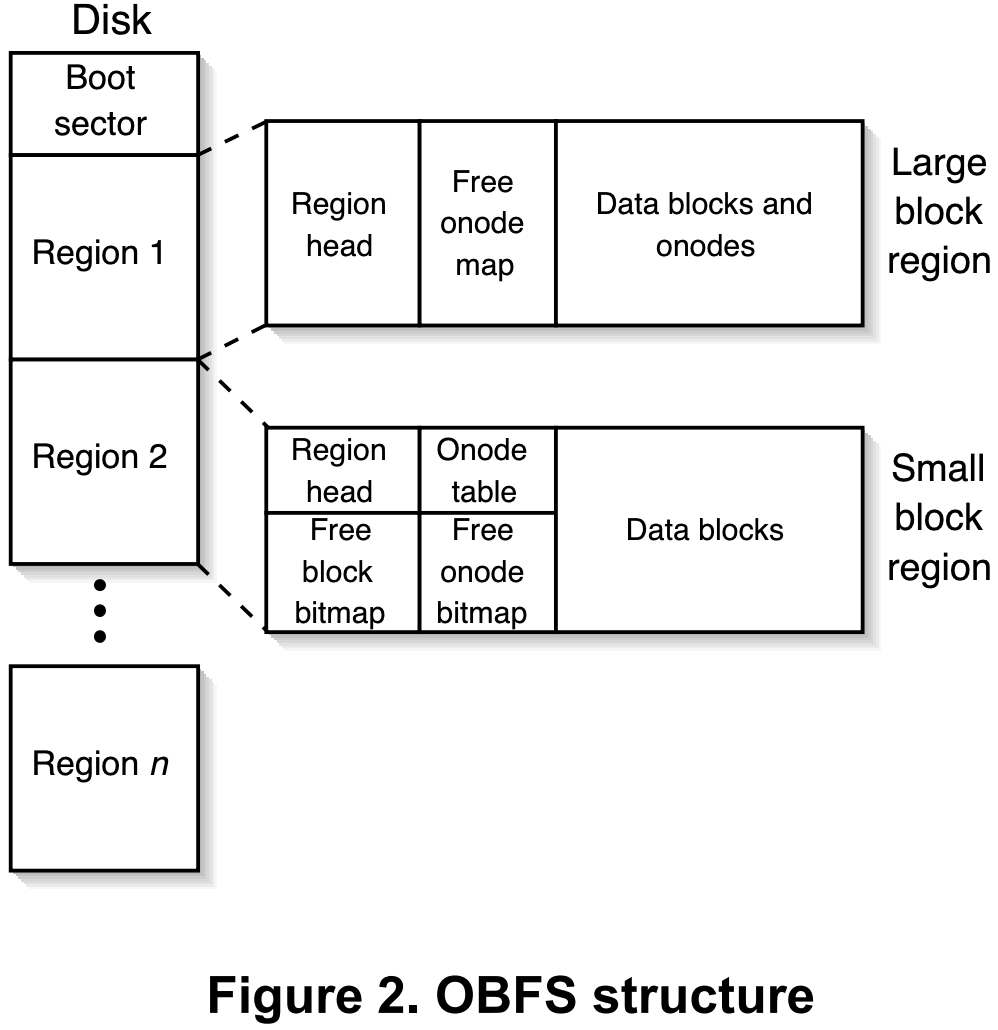 Disk
Boot
sector
Region 1
Region 2
Region n
Region
head
Free
onode
map
Data blocks and
onodes
Large
block
region
Region
head
Onode
table
Free
block
bitmap
Free
onode
bitmap
Data blocks
Small
block
region
Figure 2. OBFS structure